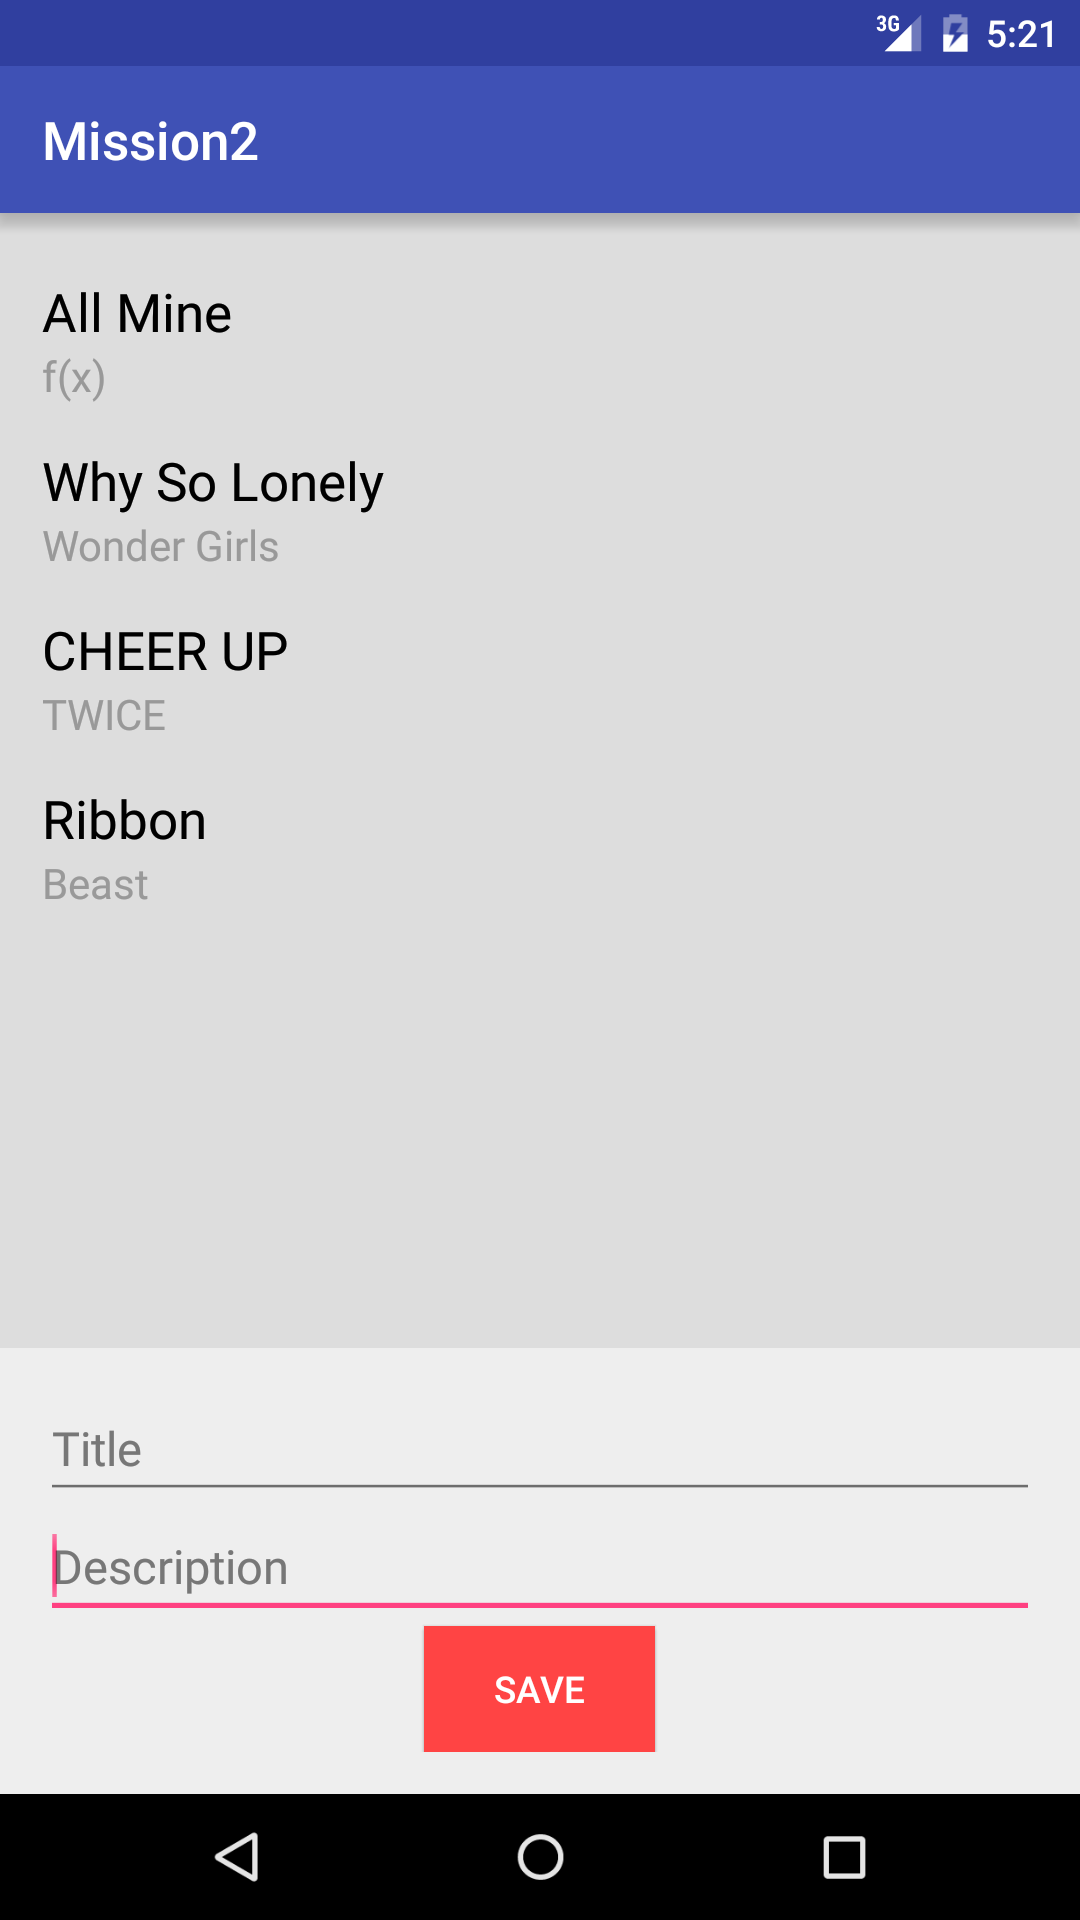 3G 5:21
Mission2
All Mine
f(x)
Why So Lonely
Wonder Girls
CHEER UP
TWICE
Ribbon
Beast
Title
Description
SAVE